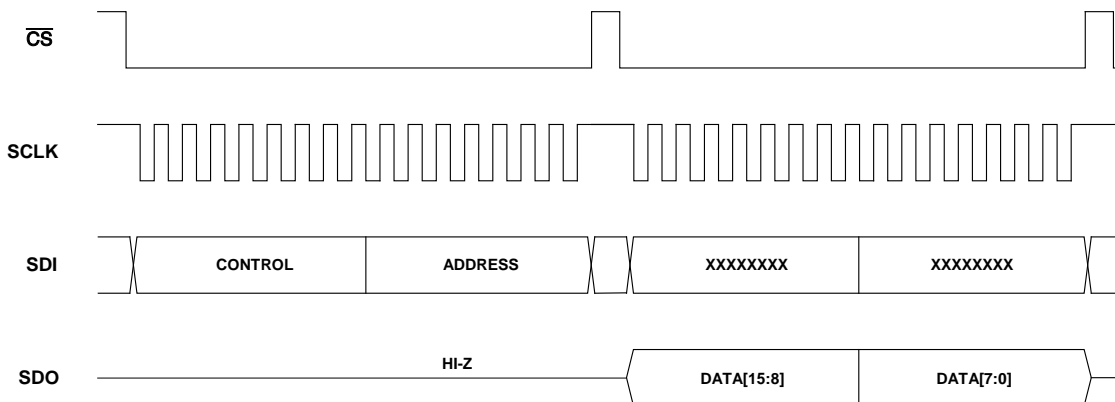 CS
SCLK
SDI CONTROL ADDRESS XXXXXXXX XXXXXXXX
HI-Z
SDO DATA[15:8] DATA[7:0]